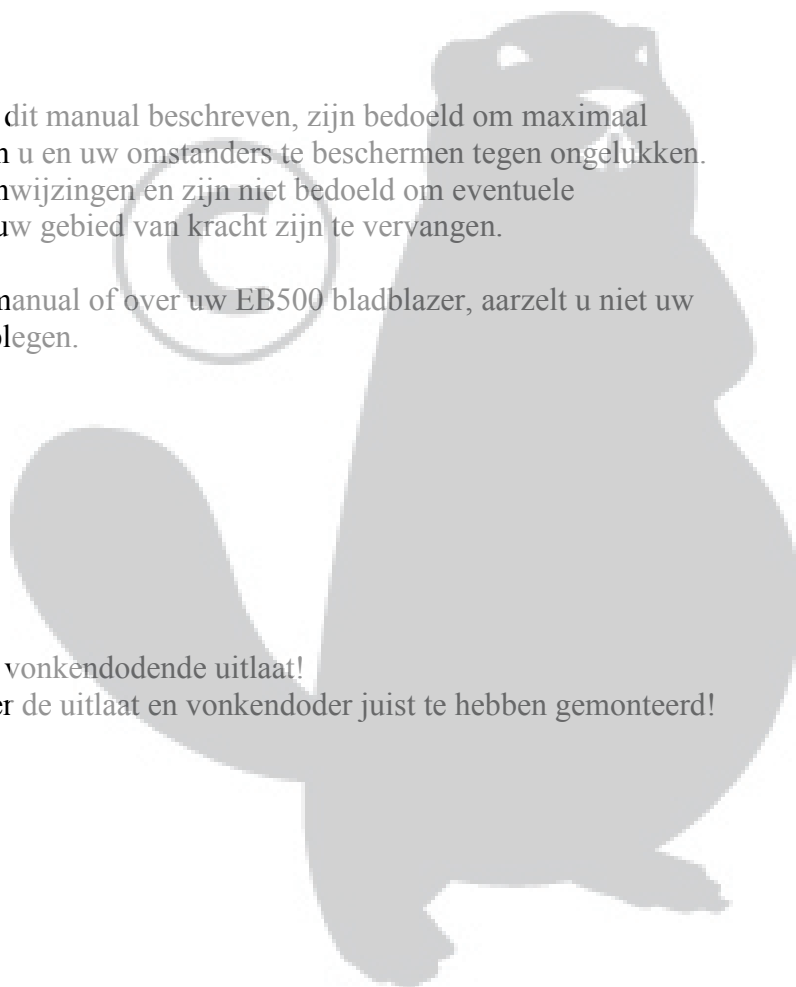 dit manual beschreven, zijn bedoeld om maximaal
u en uw omstanders te beschermen tegen ongelukken.
nwijzingen en zijn niet bedoeld om eventuele
uw gebied van kracht zijn te vervangen.
manual of over uw EB500 bladblazer, aarzelt u niet uw
plegen.
vonkendodende uitlaat!
er de uitlaat en vonkendoder juist te hebben gemonteerd!
©